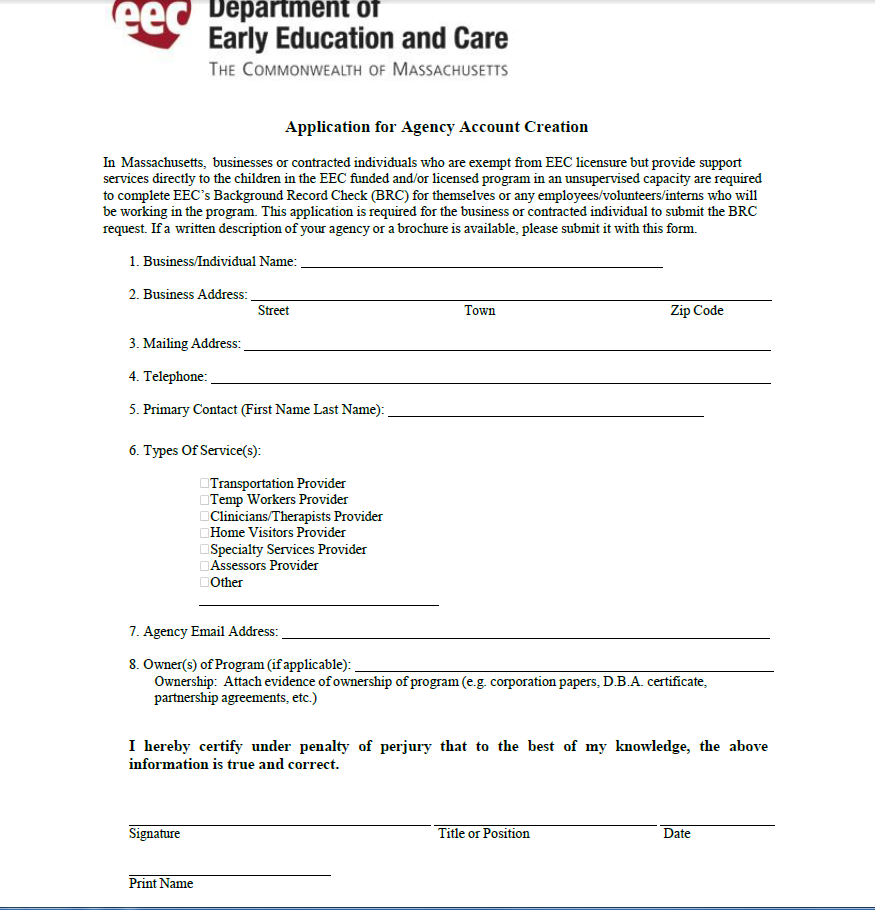 eec
Department of
Early Education and Care
THE COMMONWEALTH OF MASSACHUSETTS
Application for Agency Account Creation
In Massachusetts, businesses or contracted individuals who are exempt from EEC licensure but provide support
services directly to the children in the EEC funded and/or licensed program in an unsupervised capacity are required
to complete EEC's Background Record Check (BRC) for themselves or any employees/volunteers/interns who will
be working in the program. This application is required for the business or contracted individual to submit the BRC
request. If a written description of your agency or a brochure is available, please submit it with this form.
1. Business/Individual Name:
2. Business Address:
Street Town Zip Code
3. Mailing Address:
4. Telephone:
5. Primary Contact (First Name Last Name):
6. Types Of Service(s):
Transportation Provider
Temp Workers Provider
Clinicians/Therapists Provider
Home Visitors Provider
Specialty Services Provider
Assessors Provider
Other
7. Agency Email Address:
8. Owner(s) of Program (if applicable):
Ownership: Attach evidence of ownership of program (e.g. corporation papers, D.B.A. certificate,
partnership agreements, etc.)
I hereby certify under penalty of perjury that to the best of my knowledge, the above
information is true and correct.
Signature Title or Position Date
Print Name